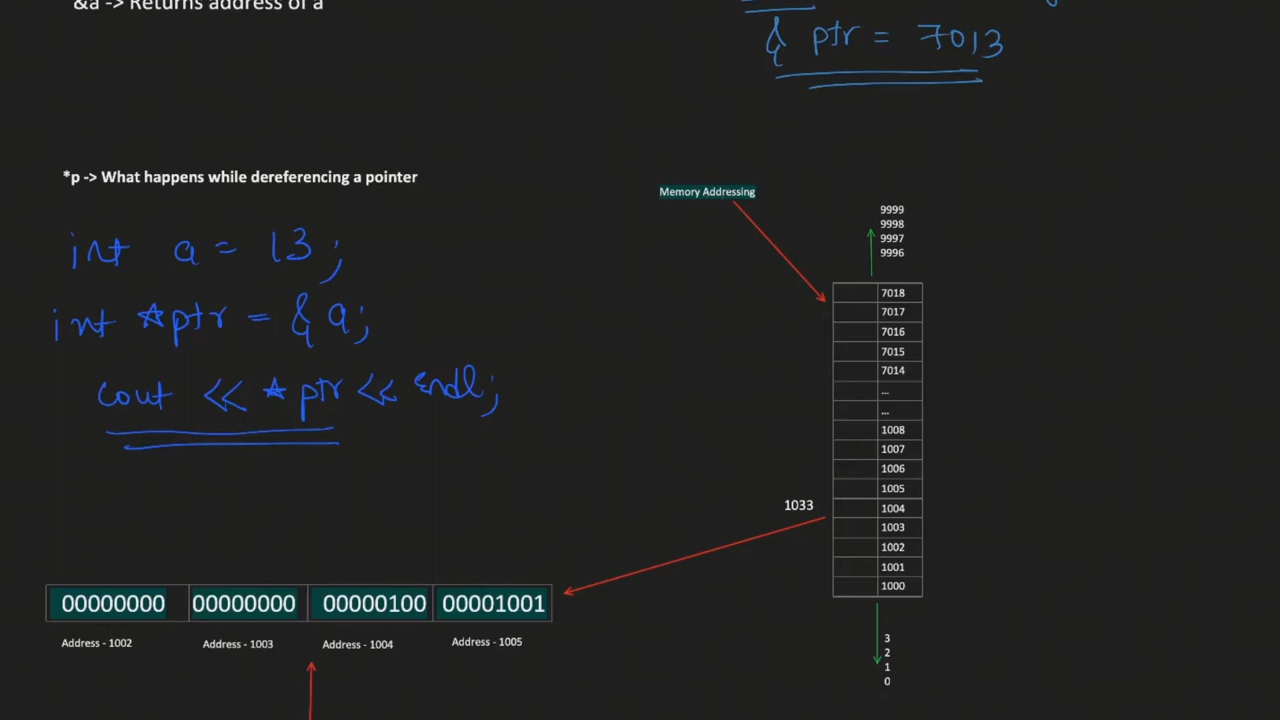 &a -> Returns address of a
& ptr = 7013
*p -> What happens while dereferencing a pointer
int a = 13;
int *ptr = & a;
cout << * ptr << endl;
Memory Addressing
9999
9998
9997
9996
7018
7017
7016
7015
7014
...
...
1008
1007
1006
1005
1033
1004
1003
1002
1001
1000
00000000 00000000 00000100 00001001
Address - 1002 Address - 1003 Address - 1004 Address - 1005
3
2
1
0